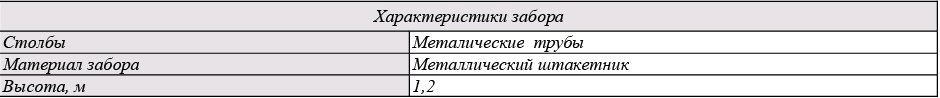 Характеристики забора
Столбы Металические трубы
Материал забора Металлический штакетник
Высота, м 1,2